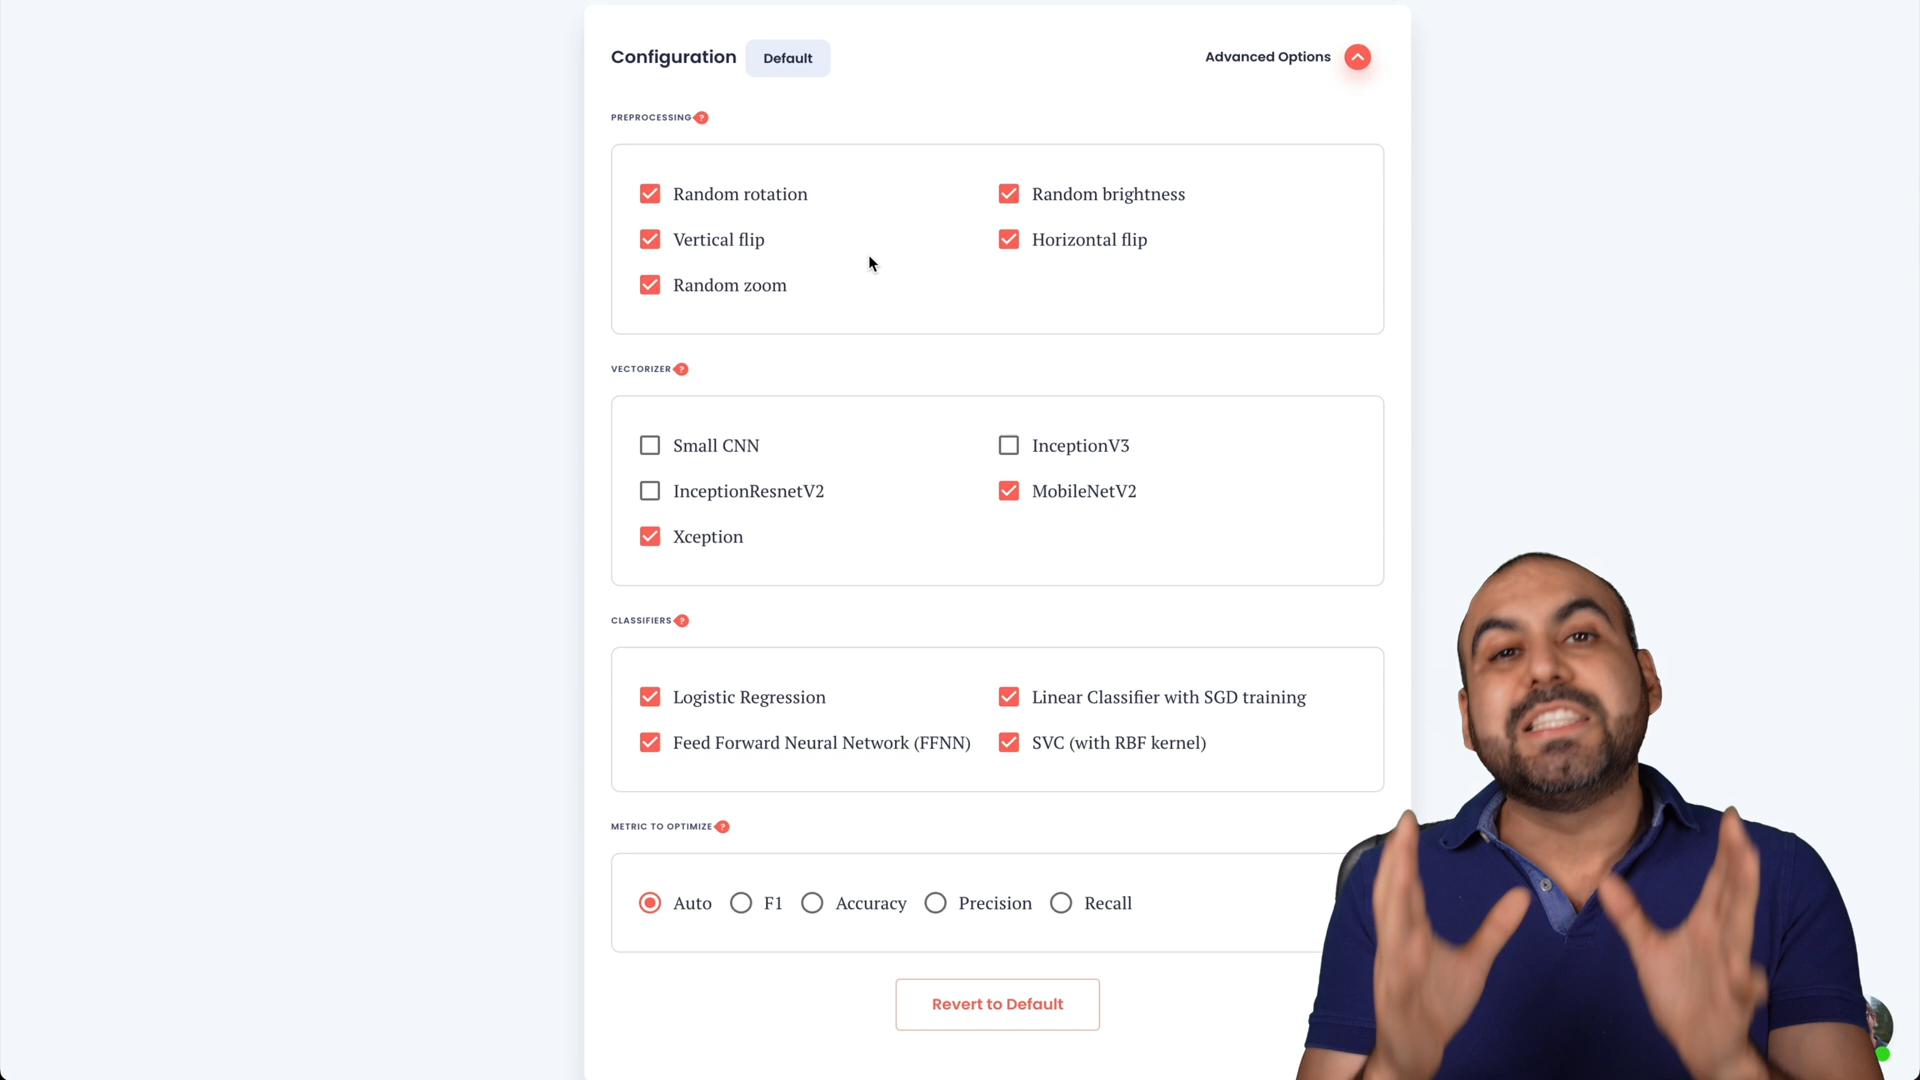 Configuration Default Advanced Options
PREPROCESSING ?
Random rotation Random brightness
Vertical flip Horizontal flip
Random zoom
VECTORIZER ?
Small CNN InceptionV3
InceptionResnetV2 MobileNetV2
Xception
CLASSIFIERS ?
Logistic Regression Linear Classifier with SGD training
Feed Forward Neural Network (FFNN) SVC (with RBF kernel)
METRIC TO OPTIMIZE ?
Auto F1 Accuracy Precision Recall
Revert to Default